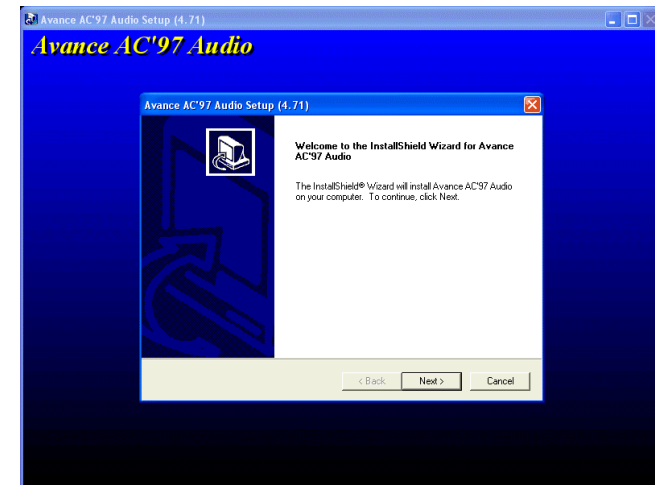 Avance AC'97 Audio Setup (4.71)
Avance AC'97 Audio
Avance AC'97 Audio Setup (4.71)
Welcome to the InstallShield Wizard for Avance
AC'97 Audio
The InstallShield® Wizard will install Avance AC'97 Audio
on your computer. To continue, click Next.
< Back Next > Cancel